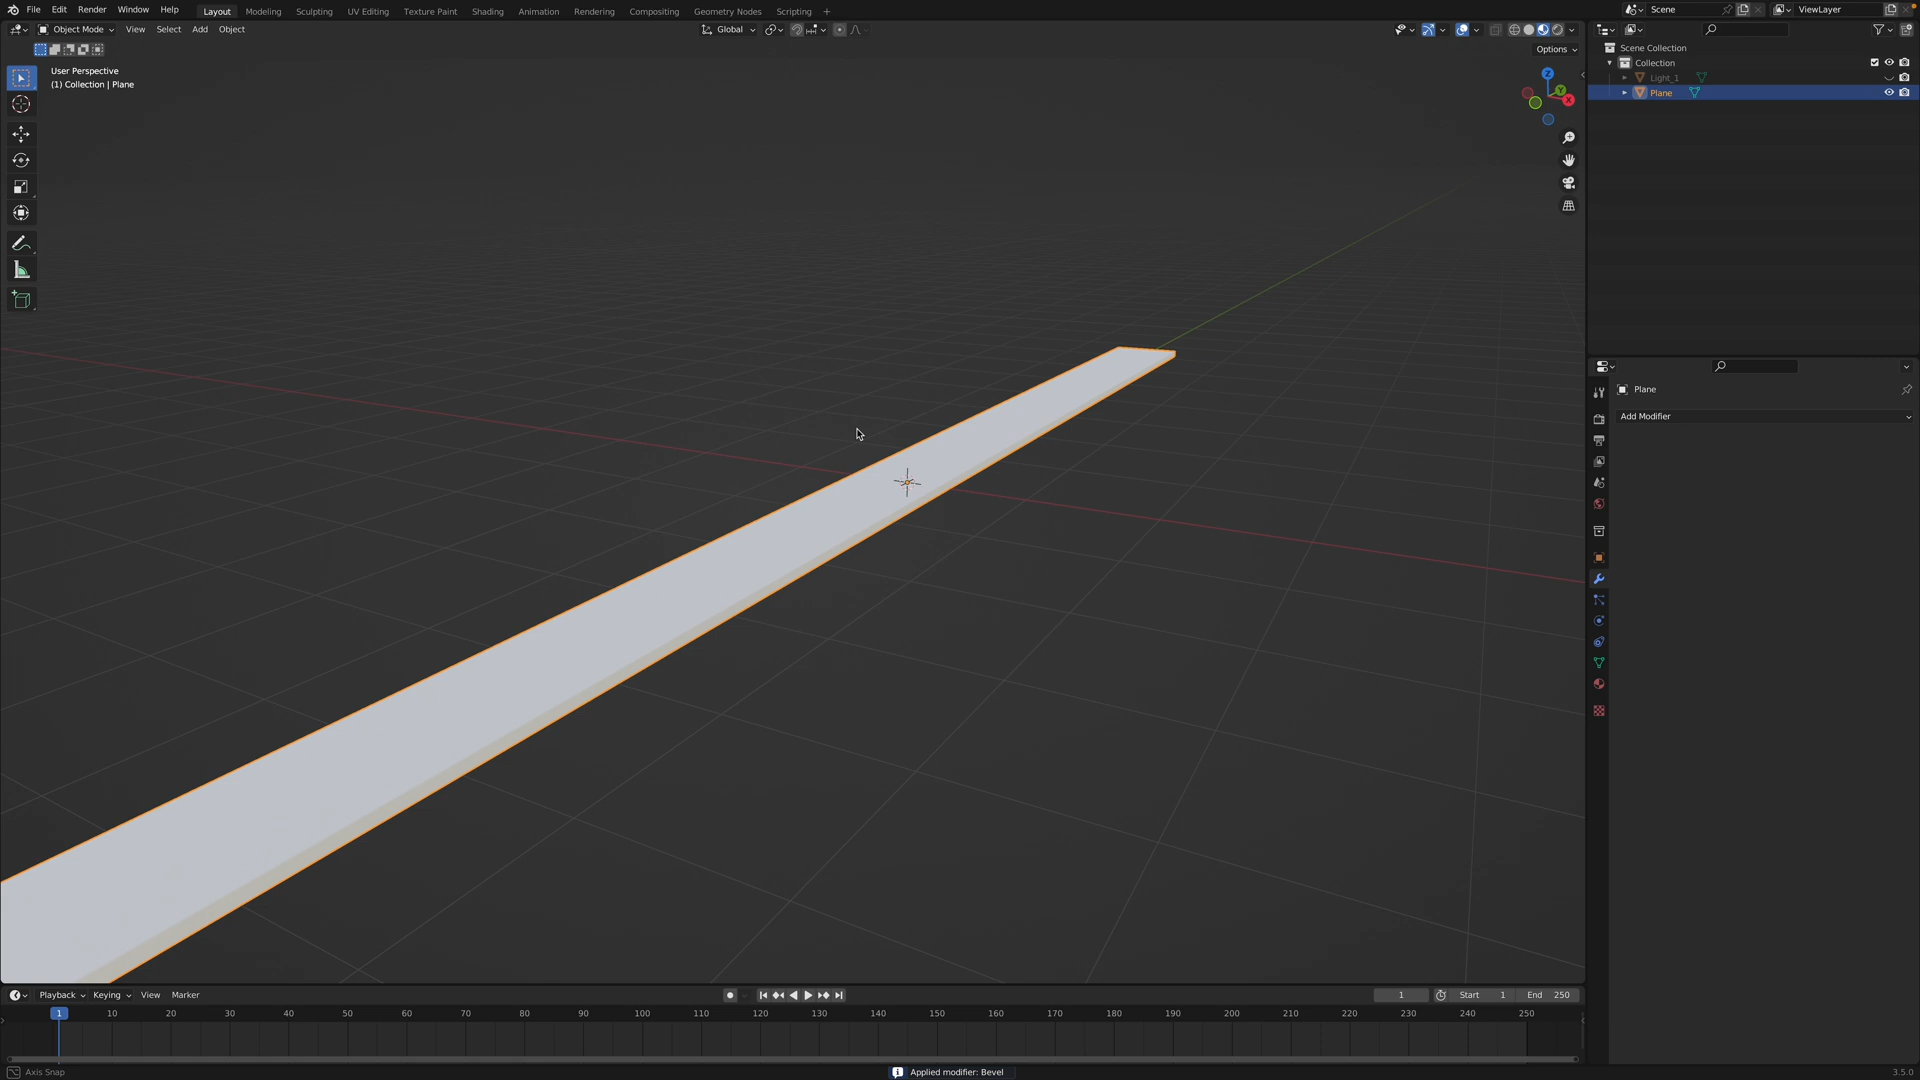 File Edit Render Window Help Layout Modeling Sculpting UV Editing Texture Paint Shading Animation Rendering Compositing Geometry Nodes Scripting + Scene ViewLayer
Object Mode View Select Add Object Global
Options
User Perspective
(1) Collection | Plane
Z
Y
X
Scene Collection
Collection
Light_1
Plane
Plane
Add Modifier
Playback Keying View Marker 1 Start 1 End 250
1 10 20 30 40 50 60 70 80 90 100 110 120 130 140 150 160 170 180 190 200 210 220 230 240 250
Axis Snap Applied modifier: Bevel 3.5.0